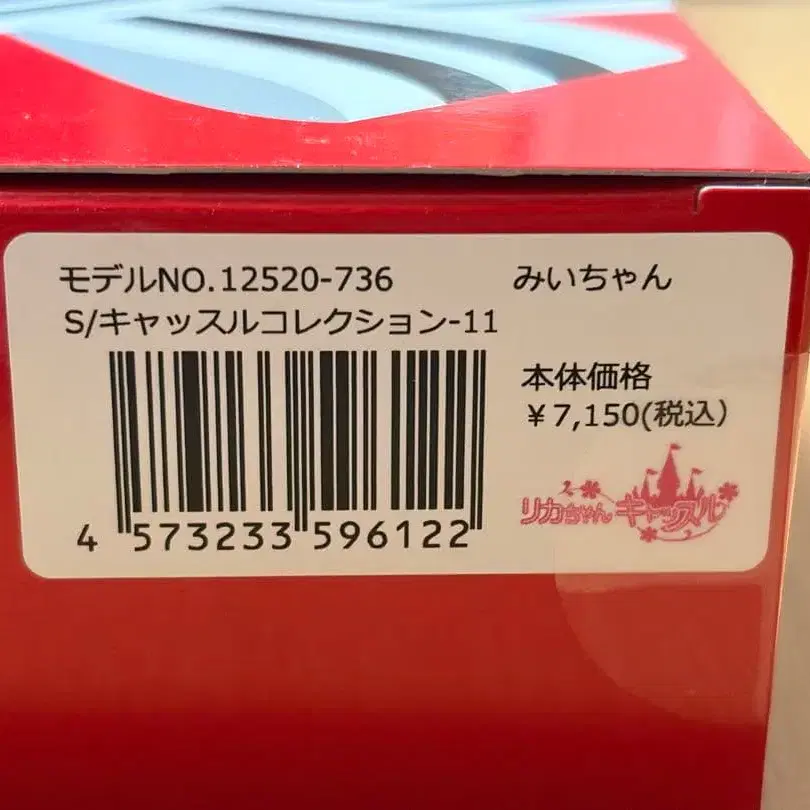 モデルNO.12520-736
みいちゃん
S/キャッスルコレクション-11
本体価格
￥7,150(税込)
リカちゃん キャッスル
4 573233 596122